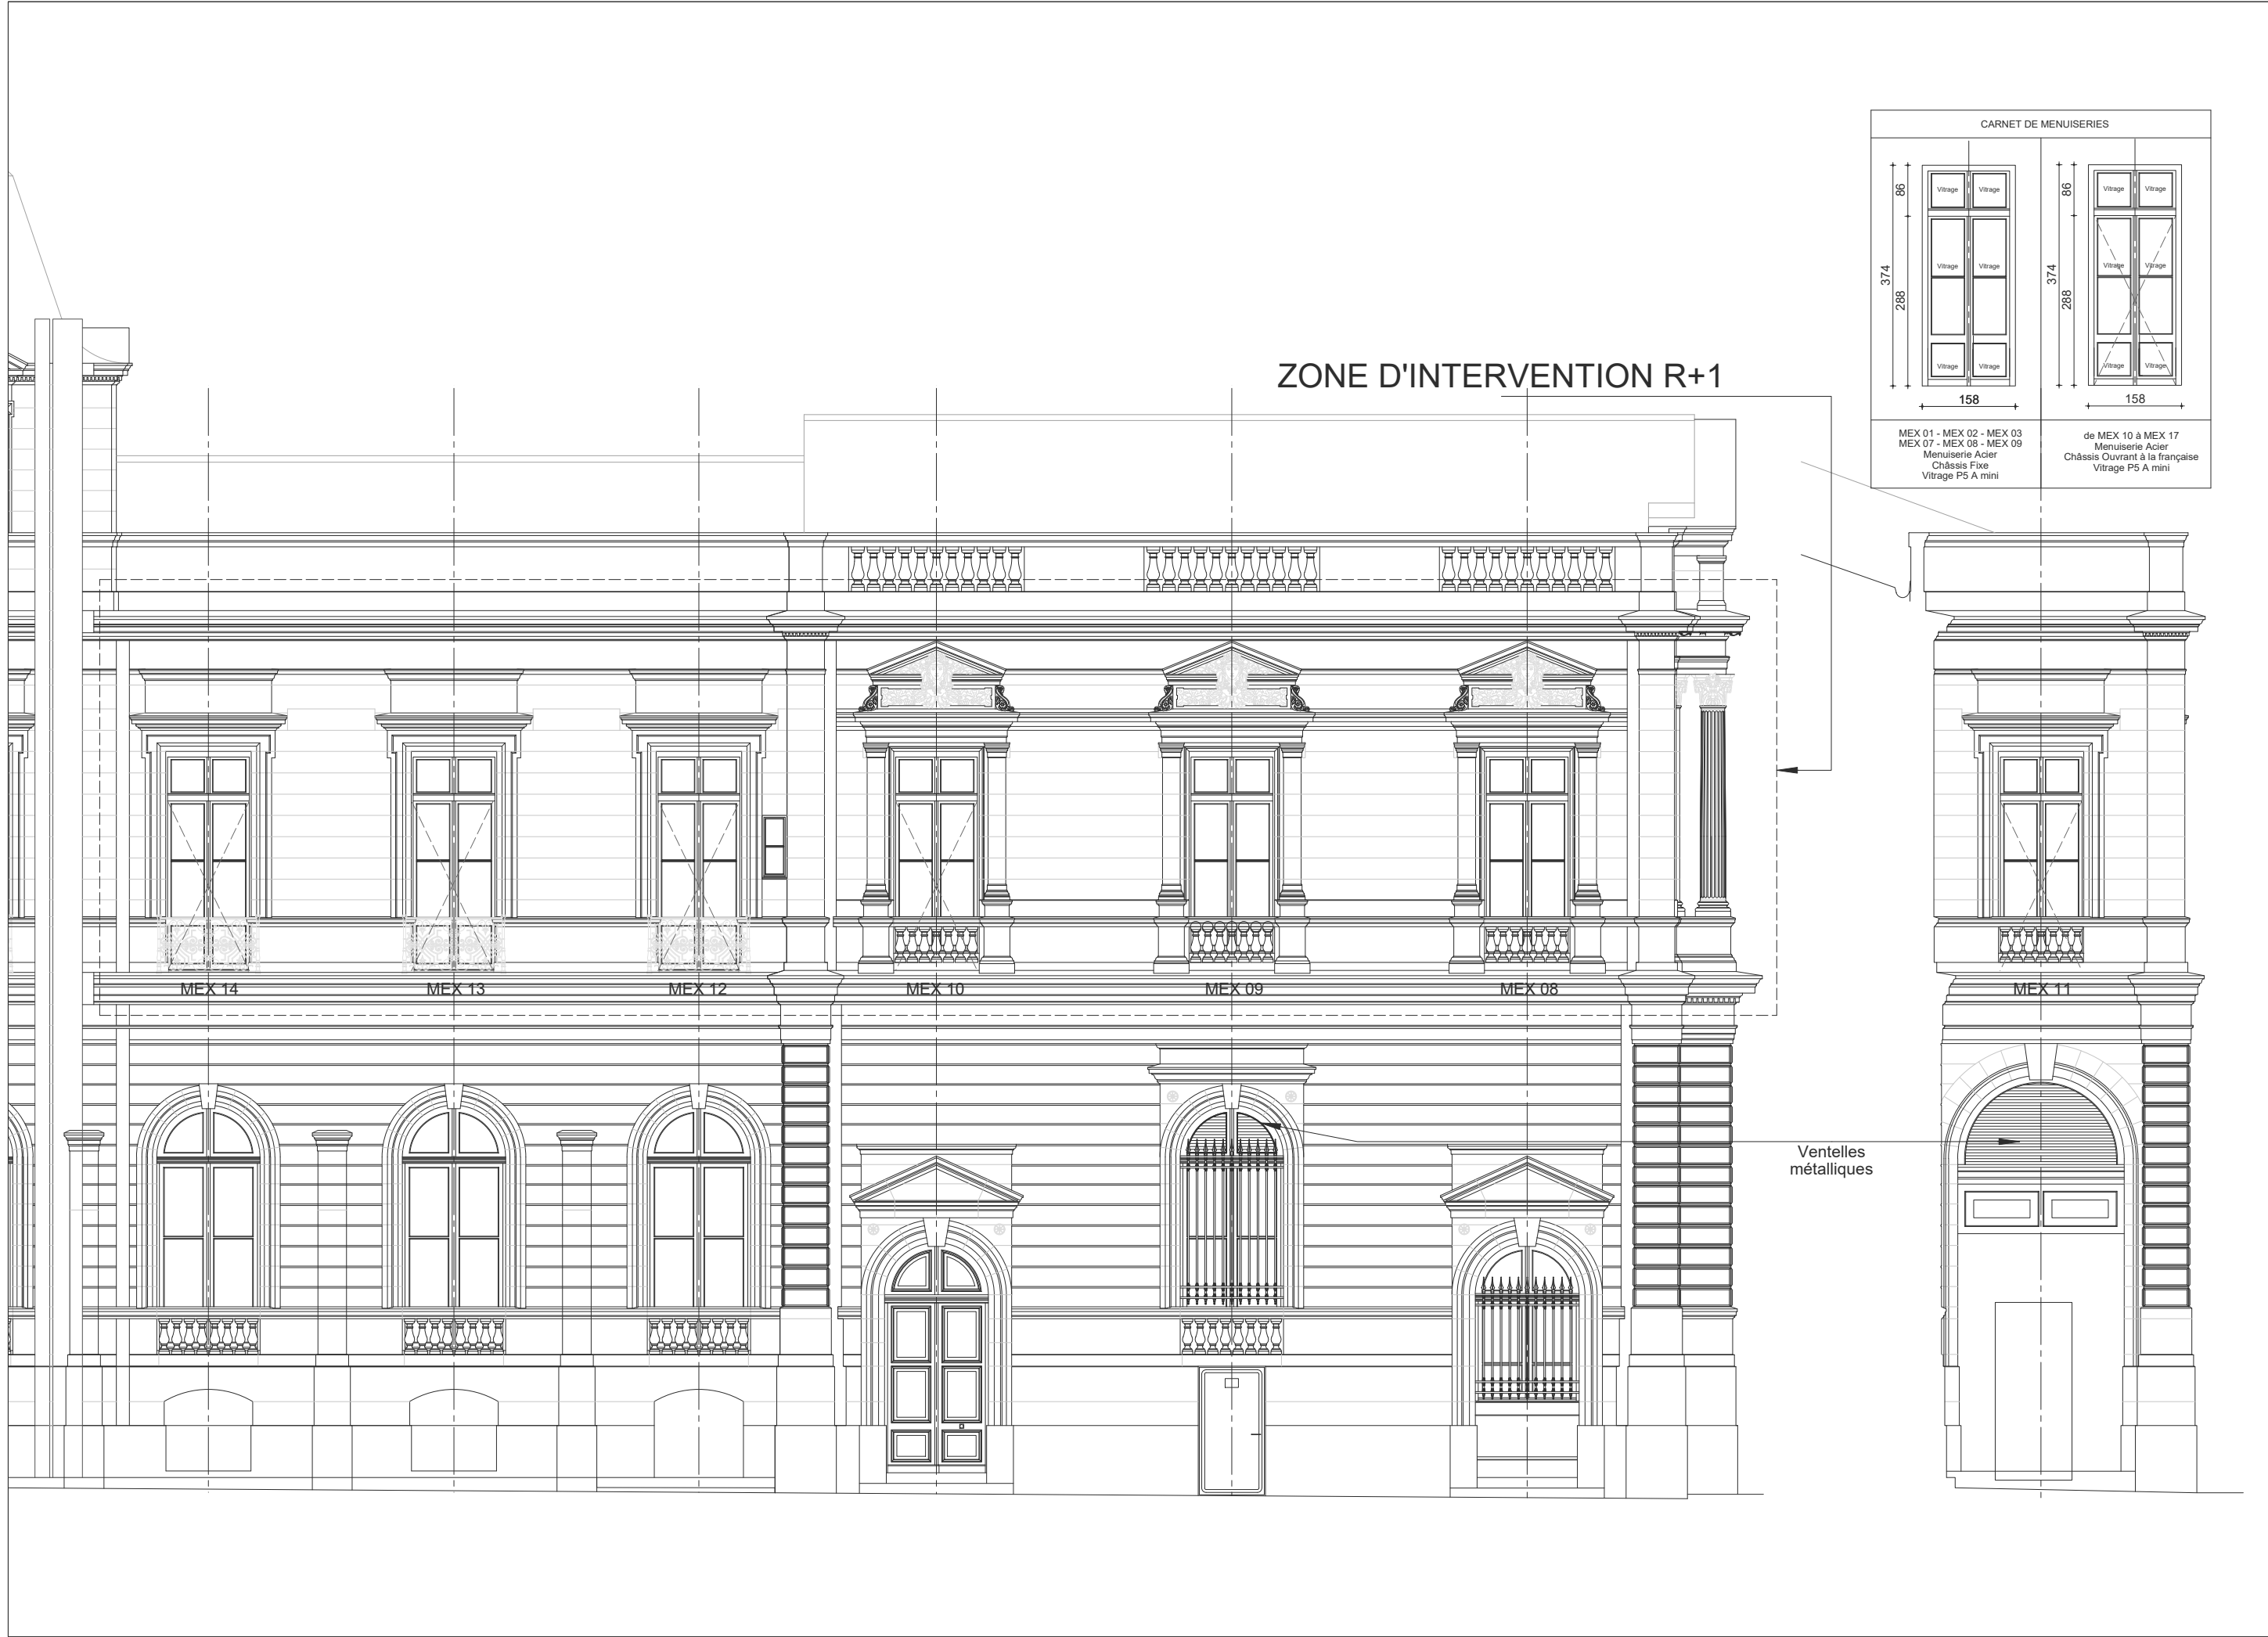 CARNET DE MENUISERIES
86
Vitrage Vitrage
86
Vitrage Vitrage
374
288
Vitrage Vitrage
374
288
Vitrage Vitrage
Vitrage Vitrage
Vitrage Vitrage
158
158
MEX 01 - MEX 02 - MEX 03
MEX 07 - MEX 08 - MEX 09
Menuiserie Acier
Châssis Fixe
Vitrage P5 A mini
de MEX 10 à MEX 17
Menuiserie Acier
Châssis Ouvrant à la française
Vitrage P5 A mini
ZONE D'INTERVENTION R+1
MEX 14
MEX 13
MEX 12
MEX 10
MEX 09
MEX 08
MEX 11
Ventelles
métalliques